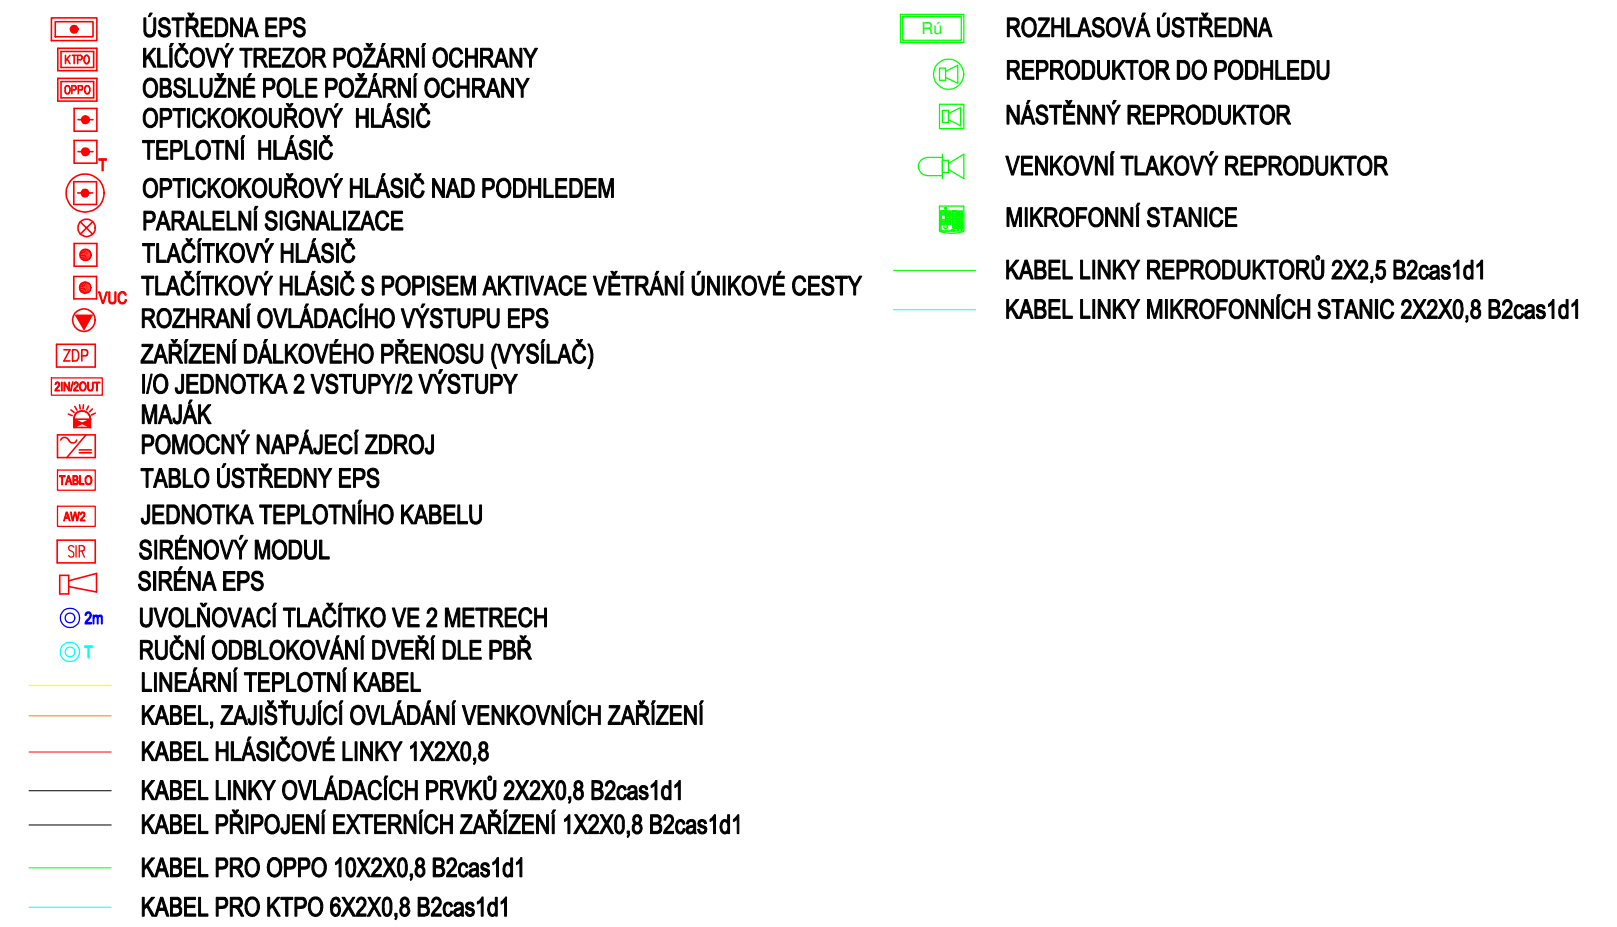 ÚSTŘEDNA EPS
KTPO KLÍČOVÝ TREZOR POŽÁRNÍ OCHRANY
OPPO OBSLUŽNÉ POLE POŽÁRNÍ OCHRANY
OPTICKOKOUŘOVÝ HLÁSIČ
T TEPLOTNÍ HLÁSIČ
OPTICKOKOUŘOVÝ HLÁSIČ NAD PODHLEDEM
PARALELNÍ SIGNALIZACE
TLAČÍTKOVÝ HLÁSIČ
VUC TLAČÍTKOVÝ HLÁSIČ S POPISEM AKTIVACE VĚTRÁNÍ ÚNIKOVÉ CESTY
ROZHRANÍ OVLÁDACÍHO VÝSTUPU EPS
ZDP ZAŘÍZENÍ DÁLKOVÉHO PŘENOSU (VYSÍLAČ)
2IN/2OUT I/O JEDNOTKA 2 VSTUPY/2 VÝSTUPY
MAJÁK
POMOCNÝ NAPÁJECÍ ZDROJ
TABLO TABLO ÚSTŘEDNY EPS
AW2 JEDNOTKA TEPLOTNÍHO KABELU
SIR SIRÉNOVÝ MODUL
SIRÉNA EPS
2m UVOLŇOVACÍ TLAČÍTKO VE 2 METRECH
T RUČNÍ ODBLOKOVÁNÍ DVEŘÍ DLE PBŘ
LINEÁRNÍ TEPLOTNÍ KABEL
KABEL, ZAJIŠŤUJÍCÍ OVLÁDÁNÍ VENKOVNÍCH ZAŘÍZENÍ
KABEL HLÁSIČOVÉ LINKY 1X2X0,8
KABEL LINKY OVLÁDACÍCH PRVKŮ 2X2X0,8 B2cas1d1
KABEL PŘIPOJENÍ EXTERNÍCH ZAŘÍZENÍ 1X2X0,8 B2cas1d1
KABEL PRO OPPO 10X2X0,8 B2cas1d1
KABEL PRO KTPO 6X2X0,8 B2cas1d1
Rú ROZHLASOVÁ ÚSTŘEDNA
REPRODUKTOR DO PODHLEDU
NÁSTĚNNÝ REPRODUKTOR
VENKOVNÍ TLAKOVÝ REPRODUKTOR
MIKROFONNÍ STANICE
KABEL LINKY REPRODUKTORŮ 2X2,5 B2cas1d1
KABEL LINKY MIKROFONNÍCH STANIC 2X2X0,8 B2cas1d1